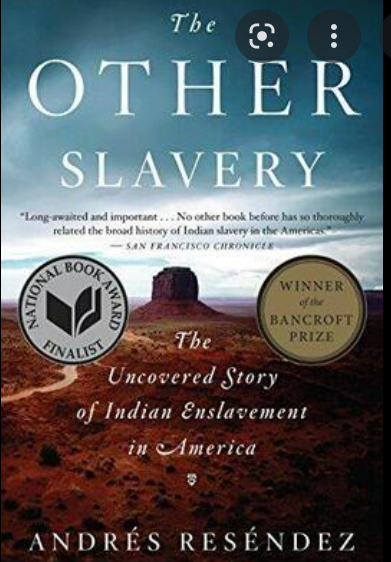 The
OTHER
SLAVERY
“Long-awaited and important . . . No other book before has so thoroughly
related the broad history of Indian slavery in the Americas.”
— SAN FRANCISCO CHRONICLE
NATIONAL BOOK AWARD
FINALIST
WINNER
of the
BANCROFT
PRIZE
The
Uncovered Story
of Indian Enslavement
in America
ANDRÉS RESÉNDEZ